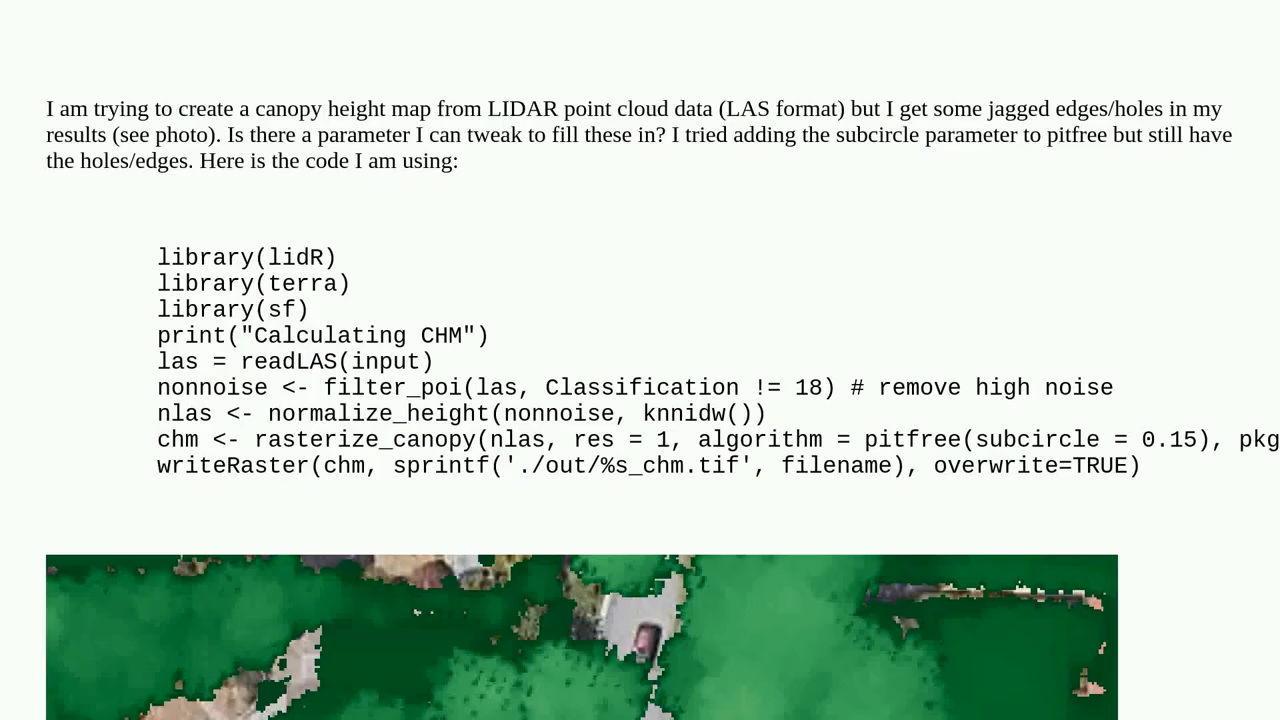 I am trying to create a canopy height map from LIDAR point cloud data (LAS format) but I get some jagged edges/holes in my
results (see photo). Is there a parameter I can tweak to fill these in? I tried adding the subcircle parameter to pitfree but still have
the holes/edges. Here is the code I am using:
library(lidR)
library(terra)
library(sf)
print("Calculating CHM")
las = readLAS(input)
nonnoise <- filter_poi(las, Classification != 18) # remove high noise
nlas <- normalize_height(nonnoise, knnidw())
chm <- rasterize_canopy(nlas, res = 1, algorithm = pitfree(subcircle = 0.15), pkg
writeRaster(chm, sprintf('./out/%s_chm.tif', filename), overwrite=TRUE)